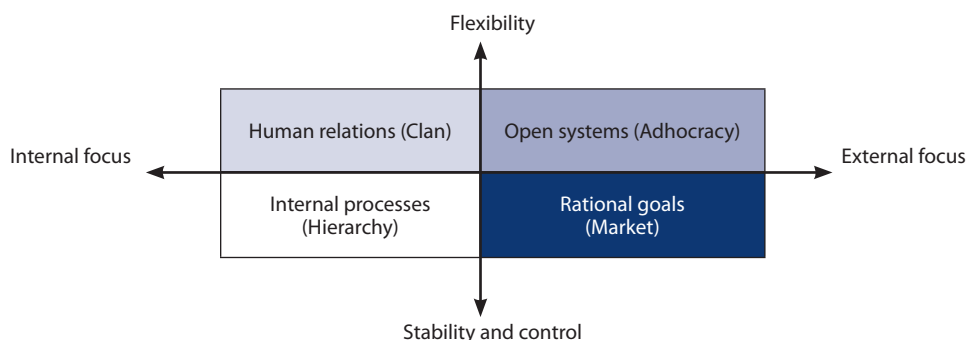 Flexibility
Human relations (Clan)
Open systems (Adhocracy)
Internal focus
External focus
Internal processes
(Hierarchy)
Rational goals
(Market)
Stability and control